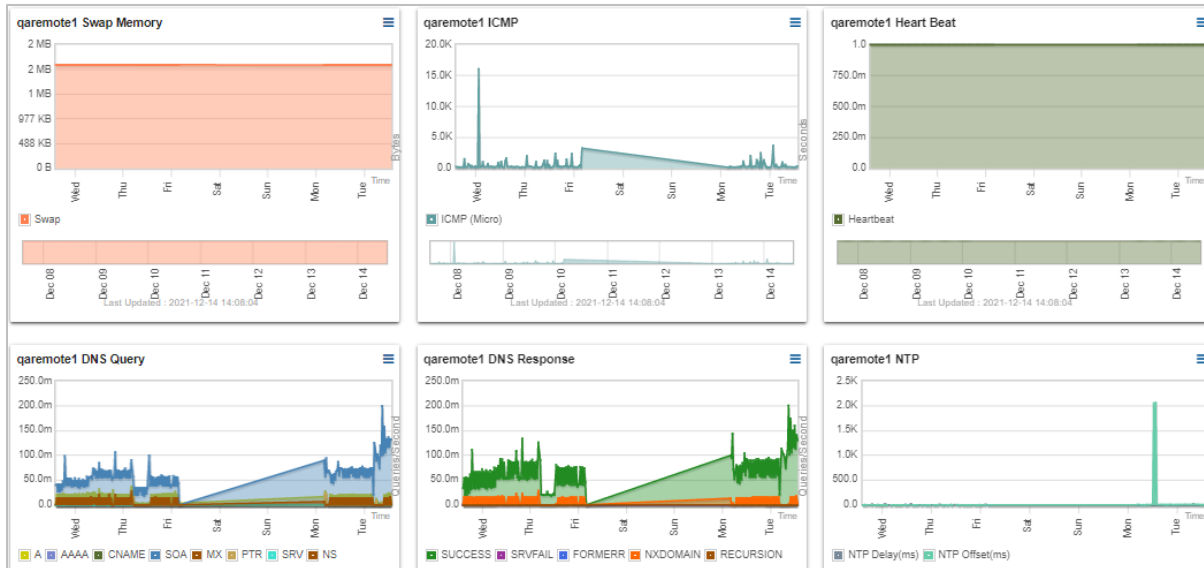 qaremote1 Swap Memory
2 MB
2 MB
1 MB
977 KB
488 KB
0 B
Bytes
Wed Thu Fri Sat Sun Mon Tue
Time
Swap
Dec 08 Dec 09 Dec 10 Dec 11 Dec 12 Dec 13 Dec 14
Last Updated : 2021-12-14 14:08:04
qaremote1 ICMP
20.0K
15.0K
10.0K
5.0K
0.0
Seconds
Wed Thu Fri Sat Sun Mon Tue
Time
ICMP (Micro)
Dec 08 Dec 09 Dec 10 Dec 11 Dec 12 Dec 13 Dec 14
Last Updated : 2021-12-14 14:08:04
qaremote1 Heart Beat
1.0
750.0m
500.0m
250.0m
0.0
Wed Thu Fri Sat Sun Mon Tue
Time
Heartbeat
Dec 08 Dec 09 Dec 10 Dec 11 Dec 12 Dec 13 Dec 14
Last Updated : 2021-12-14 14:08:04
qaremote1 DNS Query
250.0m
200.0m
150.0m
100.0m
50.0m
0.0
Queries/Second
Wed Thu Fri Sat Sun Mon Tue
Time
A AAAA CNAME SOA MX PTR SRV NS
qaremote1 DNS Response
250.0m
200.0m
150.0m
100.0m
50.0m
0.0
Queries/Second
Wed Thu Fri Sat Sun Mon Tue
Time
SUCCESS SRVFAIL FORMERR NXDOMAIN RECURSION
qaremote1 NTP
2.5K
2.0K
1.5K
1.0K
500.0
0.0
Wed Thu Fri Sat Sun Mon Tue
Time
NTP Delay(ms) NTP Offset(ms)